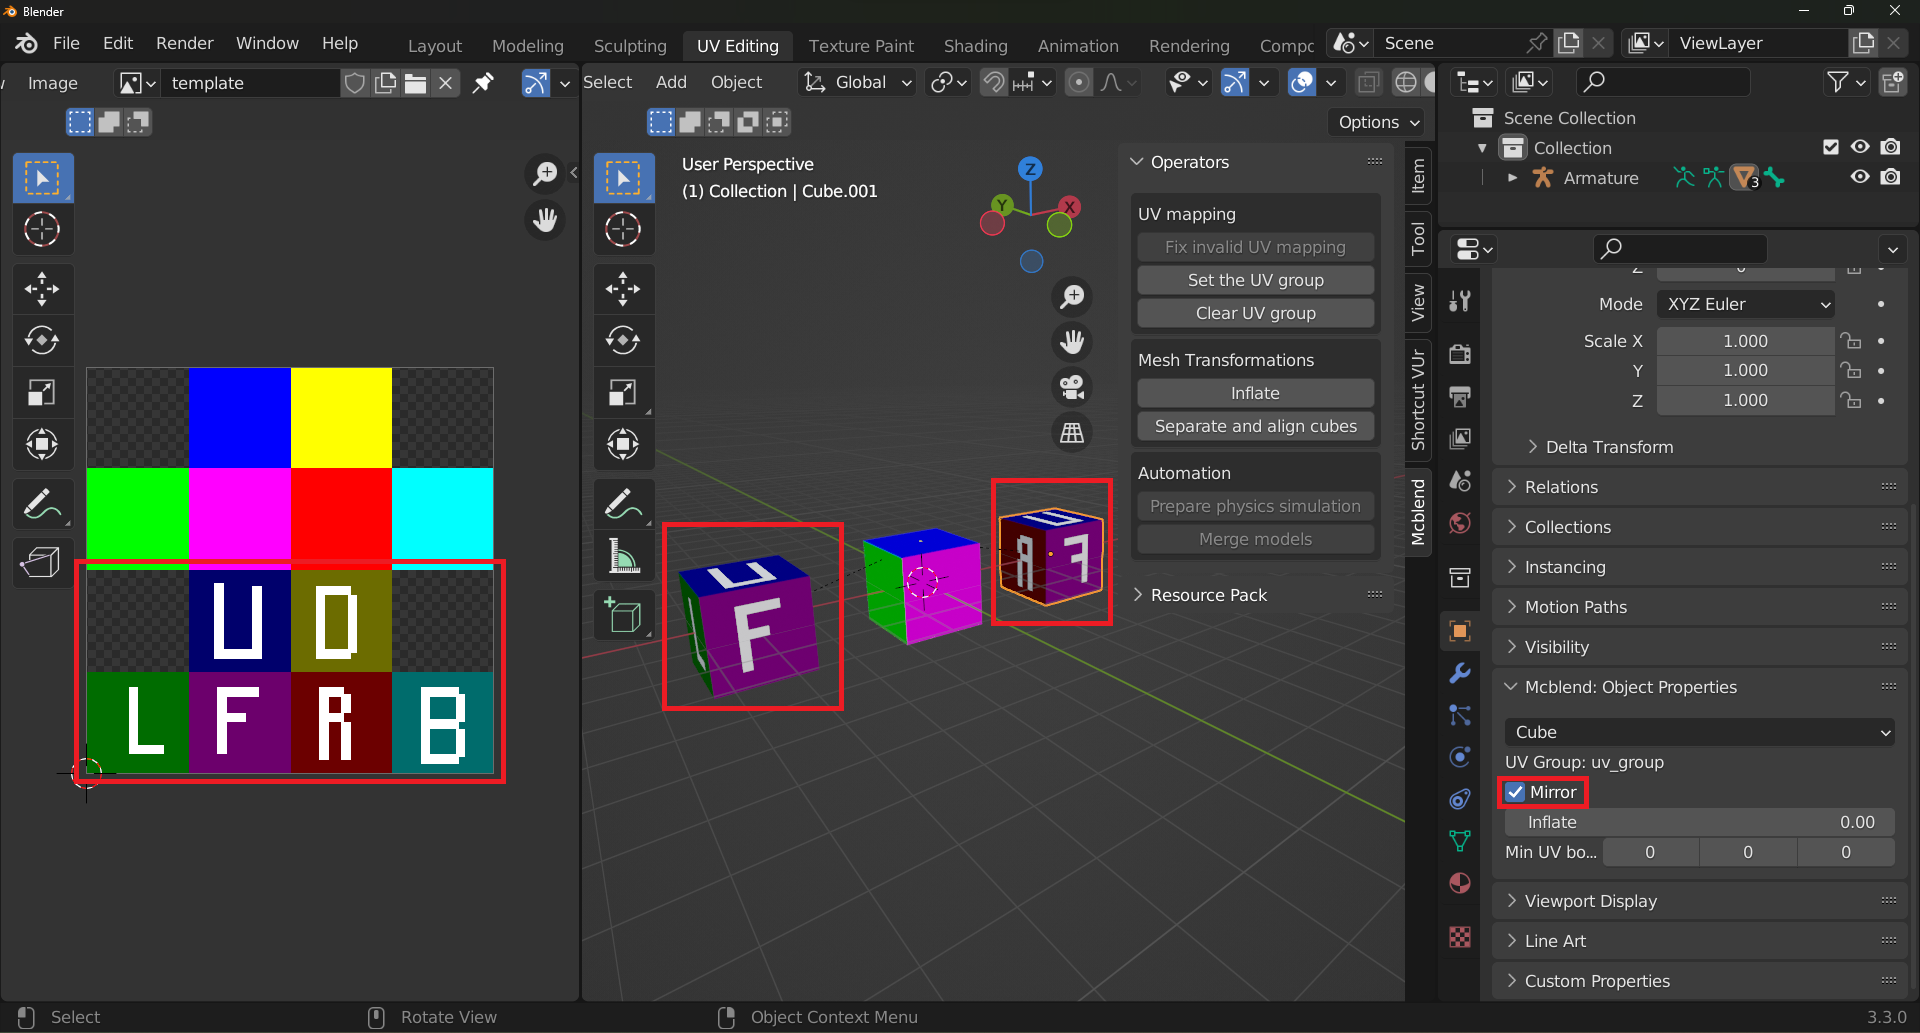 Blender
File Edit Render Window Help Layout Modeling Sculpting UV Editing Texture Paint Shading Animation Rendering Compc Scene ViewLayer
Image template Select Add Object Global
Options
User Perspective
(1) Collection | Cube.001
Z
Y
X
Operators
UV mapping
Fix invalid UV mapping
Set the UV group
Clear UV group
Mesh Transformations
Inflate
Separate and align cubes
Automation
Prepare physics simulation
Merge models
Resource Pack
Item
Tool
View
Shortcut VUr
Mcblend
U D
L F R B
U
L F
U
R F
Scene Collection
Collection
Armature 3
Z 0
Mode XYZ Euler
Scale X 1.000
Y 1.000
Z 1.000
Delta Transform
Relations
Collections
Instancing
Motion Paths
Visibility
Mcblend: Object Properties
Cube
UV Group: uv_group
Mirror
Inflate 0.00
Min UV bo... 0 0 0
Viewport Display
Line Art
Custom Properties
Select Rotate View Object Context Menu 3.3.0